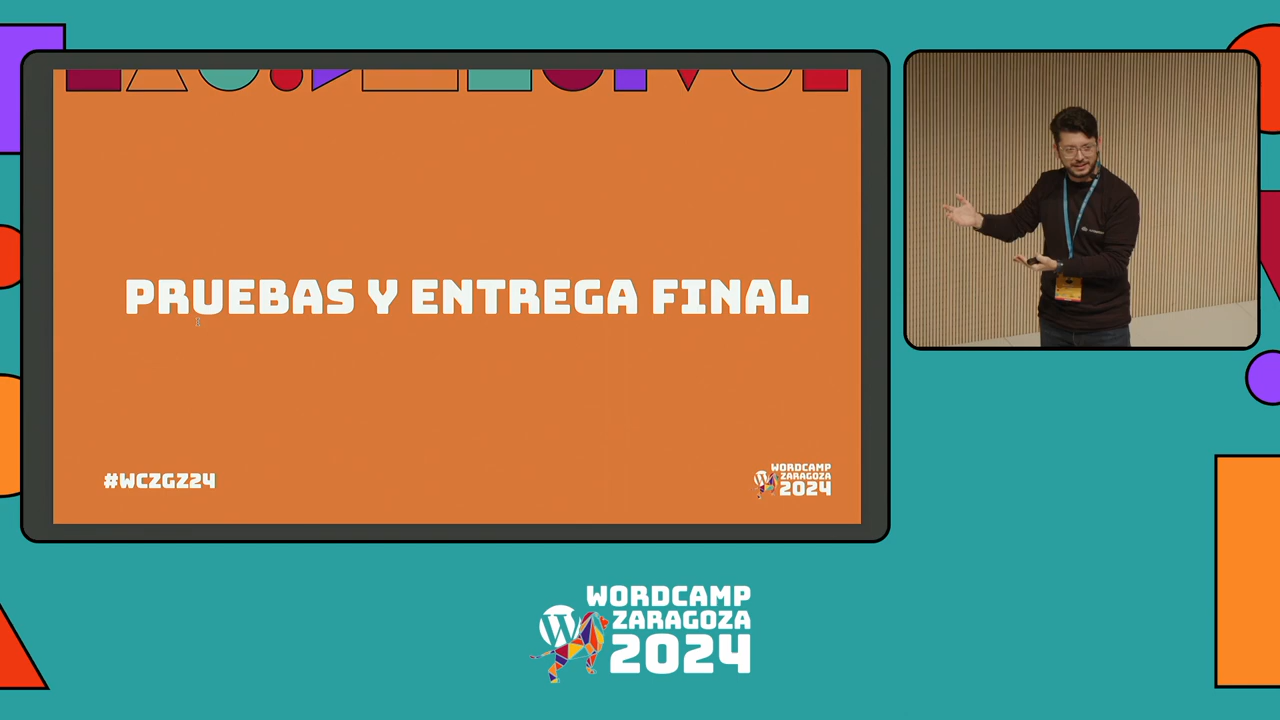 PRUEBAS Y ENTREGA FINAL
#WCZGZ24
WORDCAMP
ZARAGOZA
2024
WORDCAMP
ZARAGOZA
2024